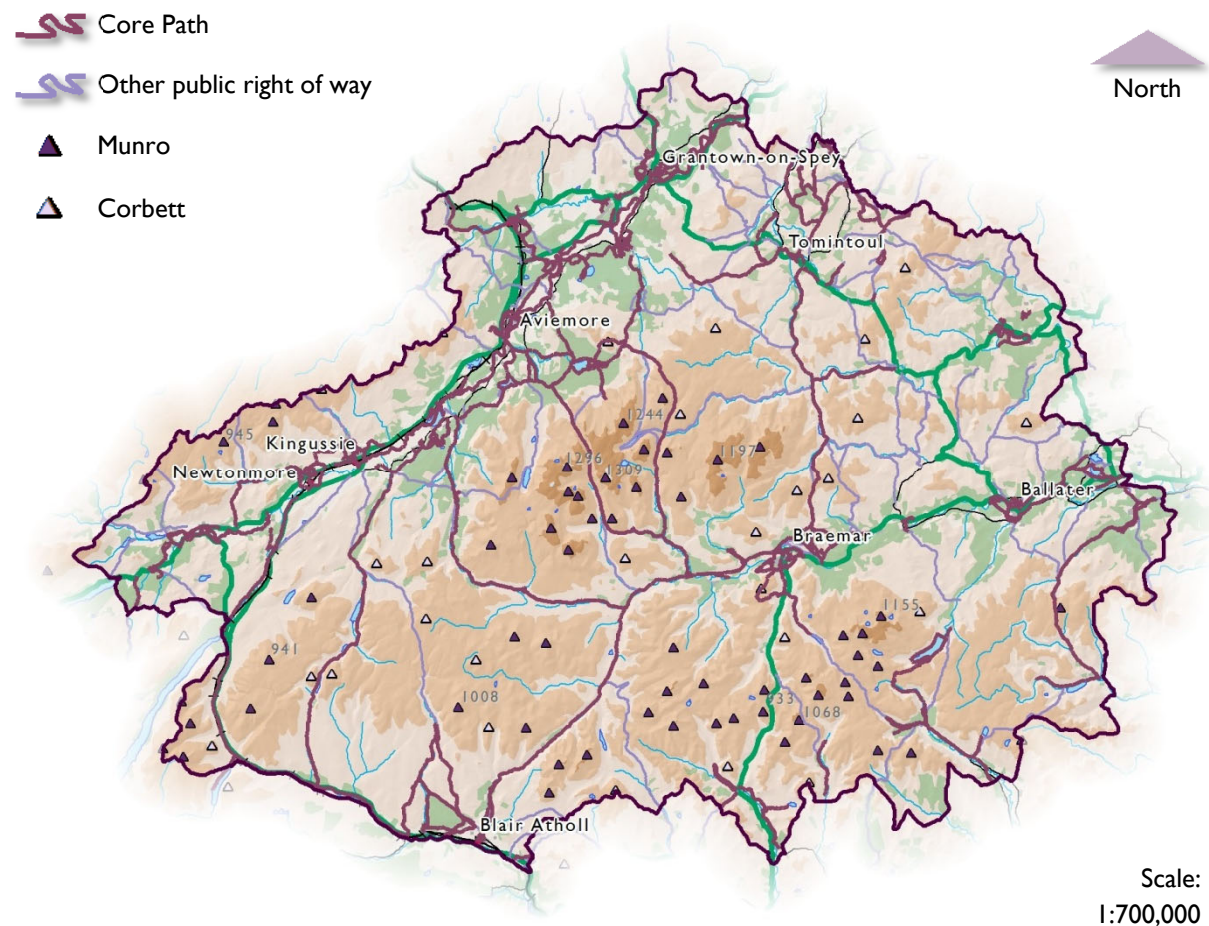 Core Path
Other public right of way
Munro
Corbett
North
Grantown-on-Spey
Tomintoul
Aviemore
1244
945
Kingussie
1197
1296
1309
Newtonmore
Ballater
Braemar
1155
941
1008
933
1068
Blair Atholl
Scale:
1:700,000